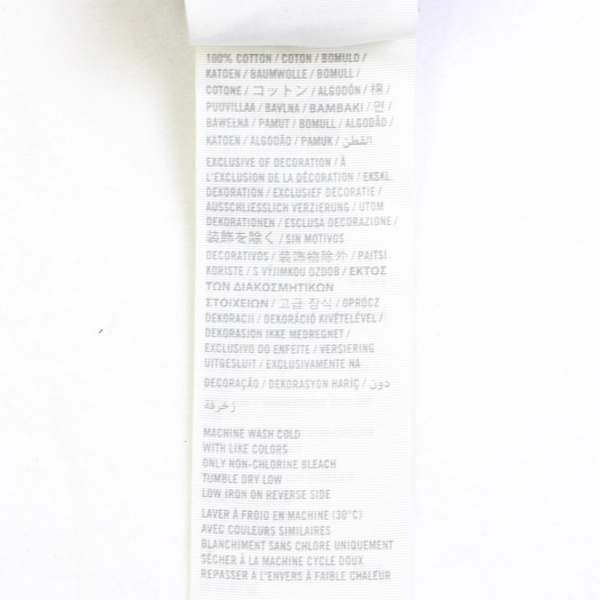 100% COTTON / COTON / BOMULD /
KATOEN / BAUMWOLLE / BOMULL /
COTONE / コットン / ALGODÓN / 棉 /
PUUVILLAA / BAVLNA / ΒΑΜΒΑΚΙ / 면 /
BAWEŁNA / PAMUT / BOMULL / ALGODÃO /
KATOEN / ALGODÃO / PAMUK / القطن
EXCLUSIVE OF DECORATION / À
L'EXCLUSION DE LA DÉCORATION / EKSKL.
DEKORATION / EXCLUSIEF DECORATIE /
AUSSCHLIESSLICH VERZIERUNG / UTOM
DEKORATIONEN / ESCLUSA DECORAZIONE /
装飾を除く / SIN MOTIVOS
DECORATIVOS / 装饰物除外 / PAITSI
KORISTE / S VÝJIMKOU OZDOB / ΕΚΤΟΣ
ΤΩΝ ΔΙΑΚΟΣΜΗΤΙΚΩΝ
ΣΤΟΙΧΕΙΩΝ / 고급 장식 / OPRÓCZ
DEKORACJI / DEKORÁCIÓ KIVÉTELÉVEL /
DEKORASJON IKKE MEDREGNET /
EXCLUSIVO DO ENFEITE / VERSIERING
UITGESLUIT / EXCLUSIVAMENTE NA
DECORAÇÃO / DEKORASYON HARİÇ / دون
زخرفة
MACHINE WASH COLD
WITH LIKE COLORS
ONLY NON-CHLORINE BLEACH
TUMBLE DRY LOW
LOW IRON ON REVERSE SIDE
LAVER À FROID EN MACHINE (30°C)
AVEC COULEURS SIMILAIRES
BLANCHIMENT SANS CHLORE UNIQUEMENT
SÉCHER À LA MACHINE CYCLE DOUX
REPASSER À L'ENVERS À FAIBLE CHALEUR